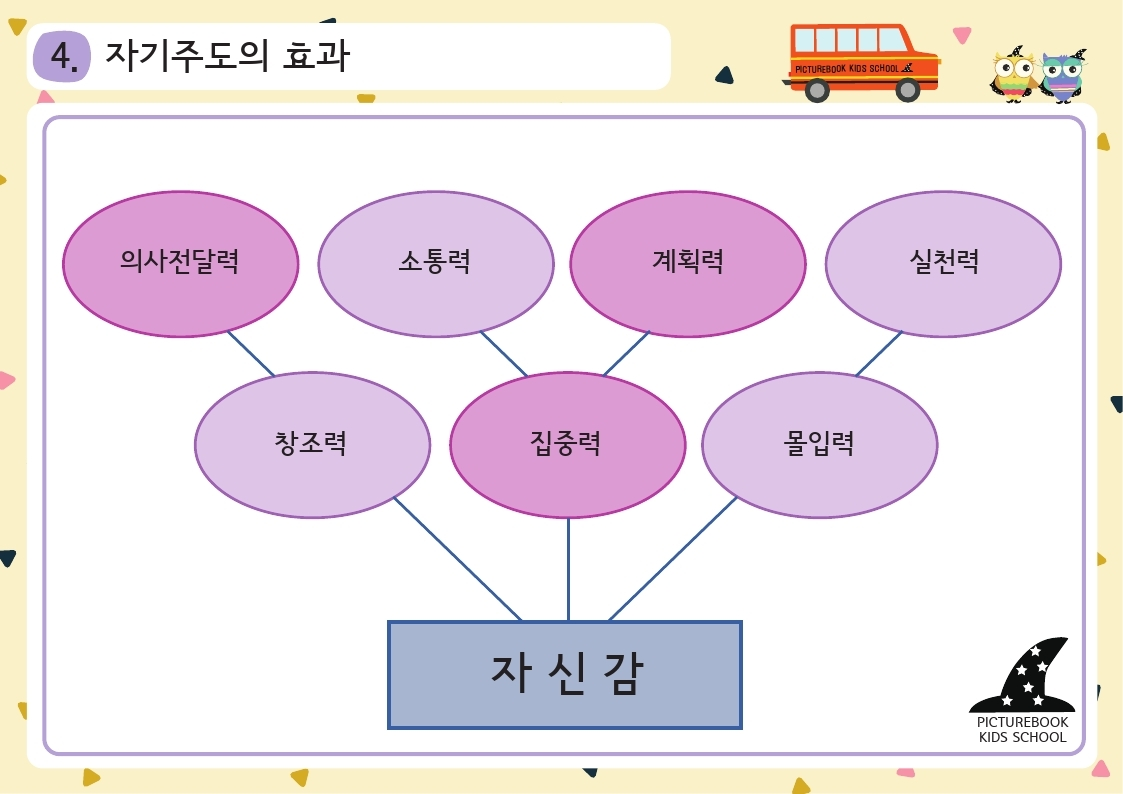 4. 자기주도의 효과
PICTUREBOOK KIDS SCHOOL
의사전달력
소통력
계획력
실천력
창조력
집중력
몰입력
자 신 감
PICTUREBOOK
KIDS SCHOOL